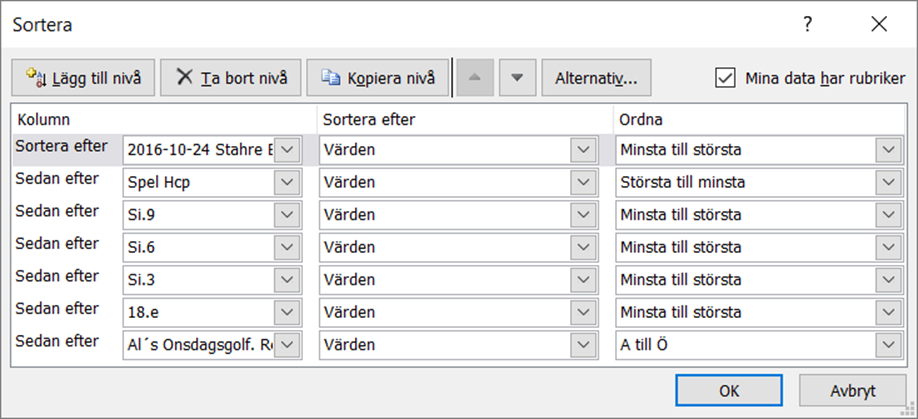 Sortera
Lägg till nivå Ta bort nivå Kopiera nivå Alternativ... Mina data har rubriker
Kolumn Sortera efter Ordna
Sortera efter 2016-10-24 Stahre Värden Minsta till största
Sedan efter Spel Hcp Värden Största till minsta
Sedan efter Si.9 Värden Minsta till största
Sedan efter Si.6 Värden Minsta till största
Sedan efter Si.3 Värden Minsta till största
Sedan efter 18.e Värden Minsta till största
Sedan efter Al´s Onsdagsgolf. Värden A till Ö
OK Avbryt